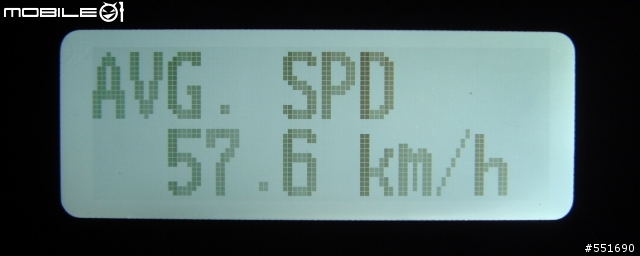 MOBILE01
AVG. SPD
57.6 km/h
#551690